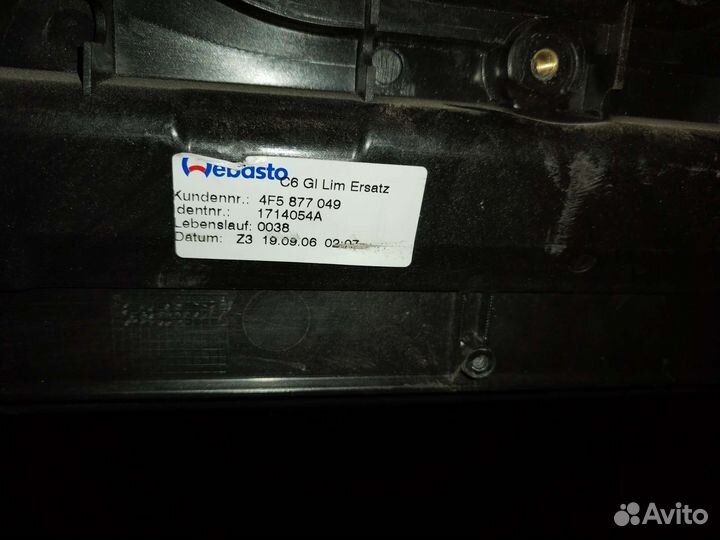 Webasto C6 Gl Lim Ersatz
Kundennr.: 4F5 877 049
dentnr.: 1714054A
Lebenslauf: 0038
Datum: Z3 19.09.06 02:07
Avito